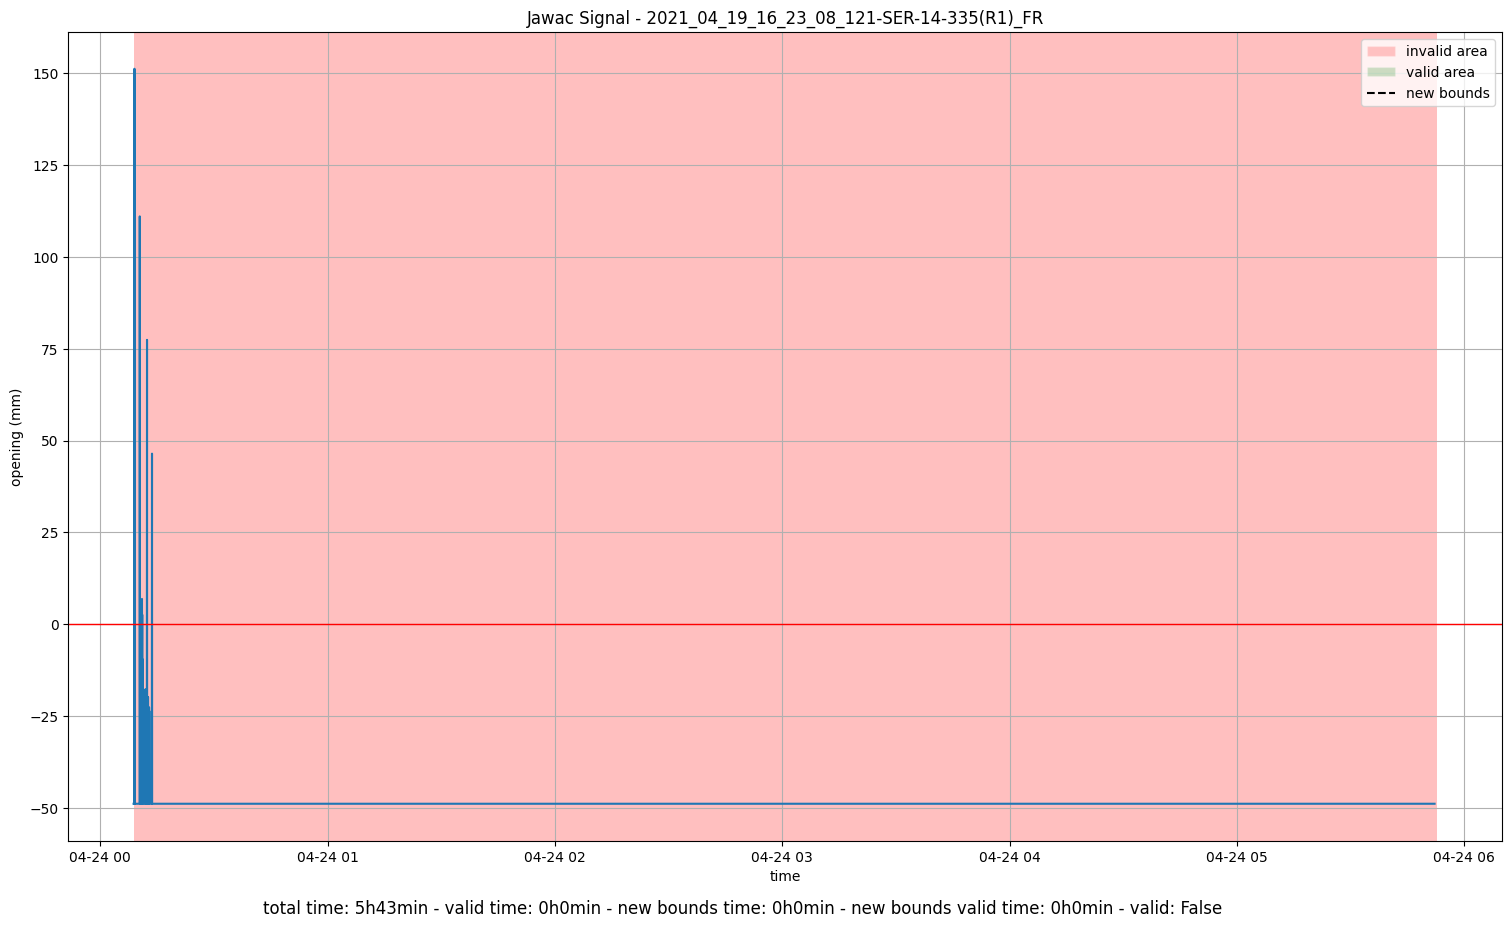 Jawac Signal - 2021_04_19_16_23_08_121-SER-14-335(R1)_FR
invalid area
valid area
new bounds
150
125
100
75
50
25
0
−25
−50
opening (mm)
04-24 00
04-24 01
04-24 02
04-24 03
04-24 04
04-24 05
04-24 06
time
total time: 5h43min - valid time: 0h0min - new bounds time: 0h0min - new bounds valid time: 0h0min - valid: False